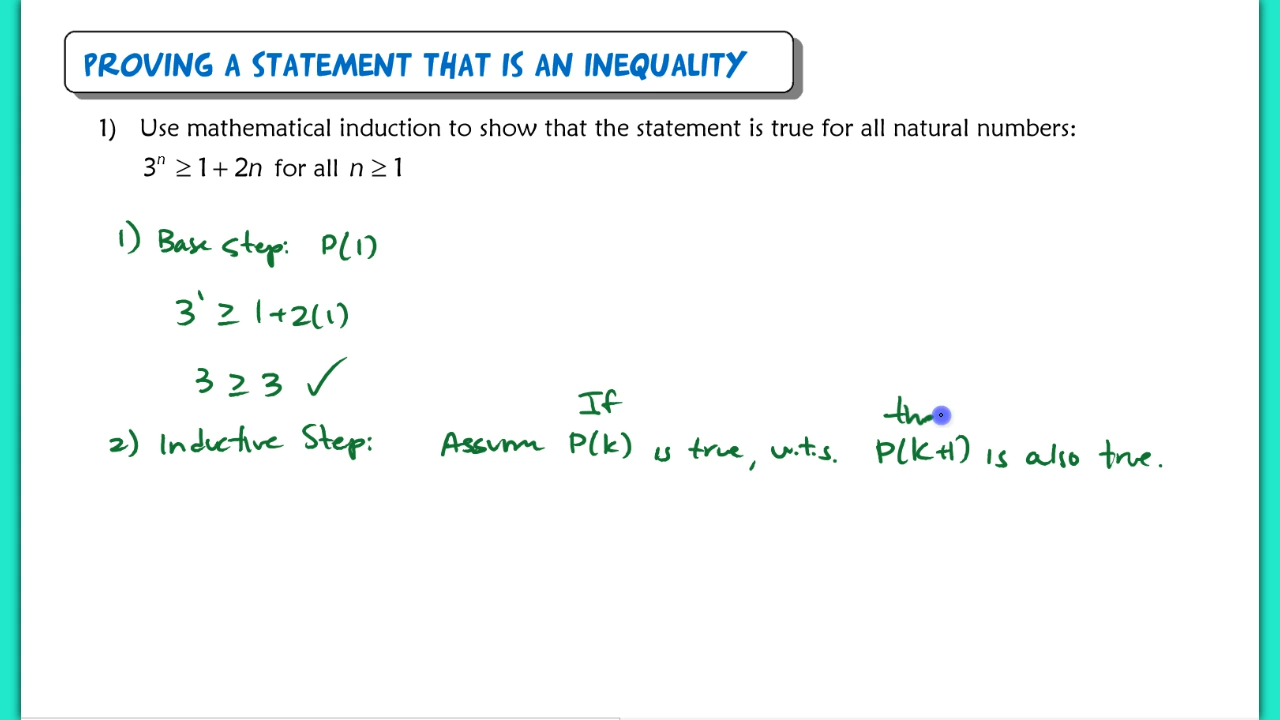 PROVING A STATEMENT THAT IS AN INEQUALITY
1) Use mathematical induction to show that the statement is true for all natural numbers:
3ⁿ ≥ 1 + 2n for all n ≥ 1
1) Base Step: P(1)
3¹ ≥ 1+2(1)
3 ≥ 3 ✓
If the
2) Inductive Step: Assume P(k) is true, w.t.s. P(k+1) is also true.